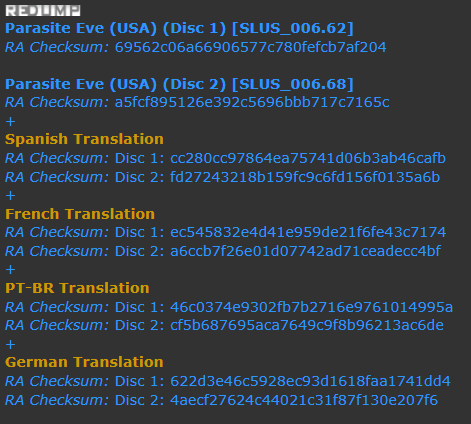 REDUMP
Parasite Eve (USA) (Disc 1) [SLUS_006.62]
RA Checksum: 69562c06a66906577c780fefcb7af204
Parasite Eve (USA) (Disc 2) [SLUS_006.68]
RA Checksum: a5fcf895126e392c5696bbb717c7165c
+
Spanish Translation
RA Checksum: Disc 1: cc280cc97864ea75741d06b3ab46cafb
RA Checksum: Disc 2: fd27243218b159fc9c6fd156f0135a6b
+
French Translation
RA Checksum: Disc 1: ec545832e4d41e959de21f6fe43c7174
RA Checksum: Disc 2: a6ccb7f26e01d07742ad71ceadecc4bf
+
PT-BR Translation
RA Checksum: Disc 1: 46c0374e9302fb7b2716e9761014995a
RA Checksum: Disc 2: cf5b687695aca7649c9f8b96213ac6de
+
German Translation
RA Checksum: Disc 1: 622d3e46c5928ec93d1618faa1741dd4
RA Checksum: Disc 2: 4aecf27624c44021c31f87f130e207f6